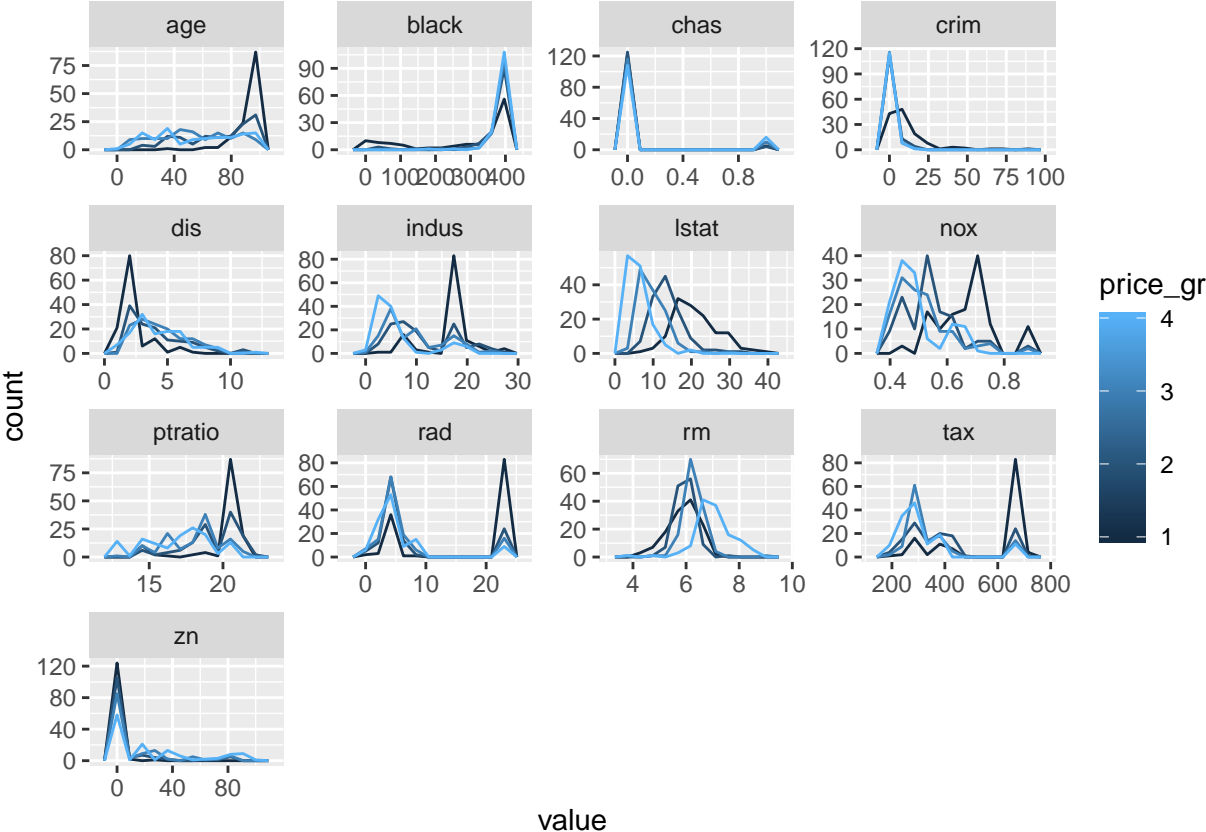 age black chas crim
75 50 25 0
90 60 30 0
120 80 40 0
120 90 60 30 0
0 40 80
0 100 200 300 400
0.0 0.4 0.8
0 25 50 75 100
dis indus lstat nox
80 60 40 20 0
80 60 40 20 0
40 20 0
40 30 20 10 0
0 5 10
0 10 20 30
0 10 20 30 40
0.4 0.6 0.8
ptratio rad rm tax
75 50 25 0
80 60 40 20 0
60 40 20 0
80 60 40 20 0
15 20
0 10 20
4 6 8 10
200 400 600 800
zn
120 80 40 0
0 40 80
count
value
price_gr
4
3
2
1